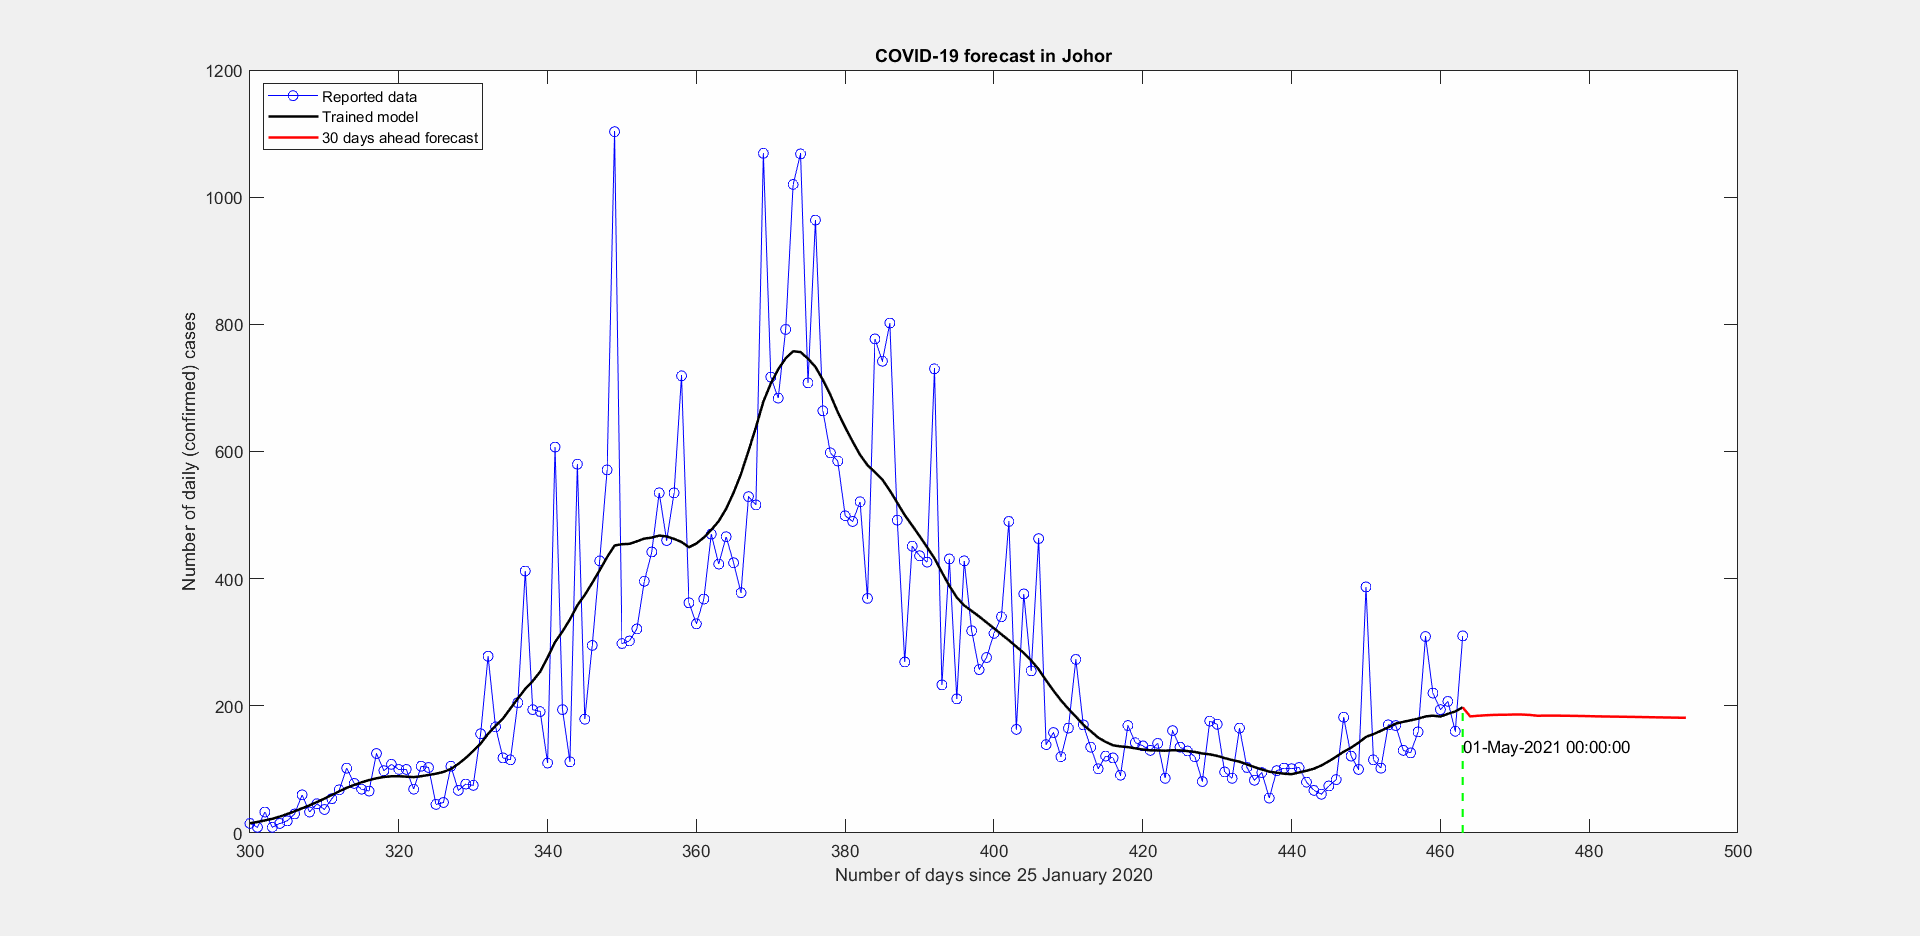 COVID-19 forecast in Johor
1200
1000
800
600
400
200
0
Reported data
Trained model
30 days ahead forecast
Number of daily (confirmed) cases
01-May-2021 00:00:00
300 320 340 360 380 400 420 440 460 480 500
Number of days since 25 January 2020